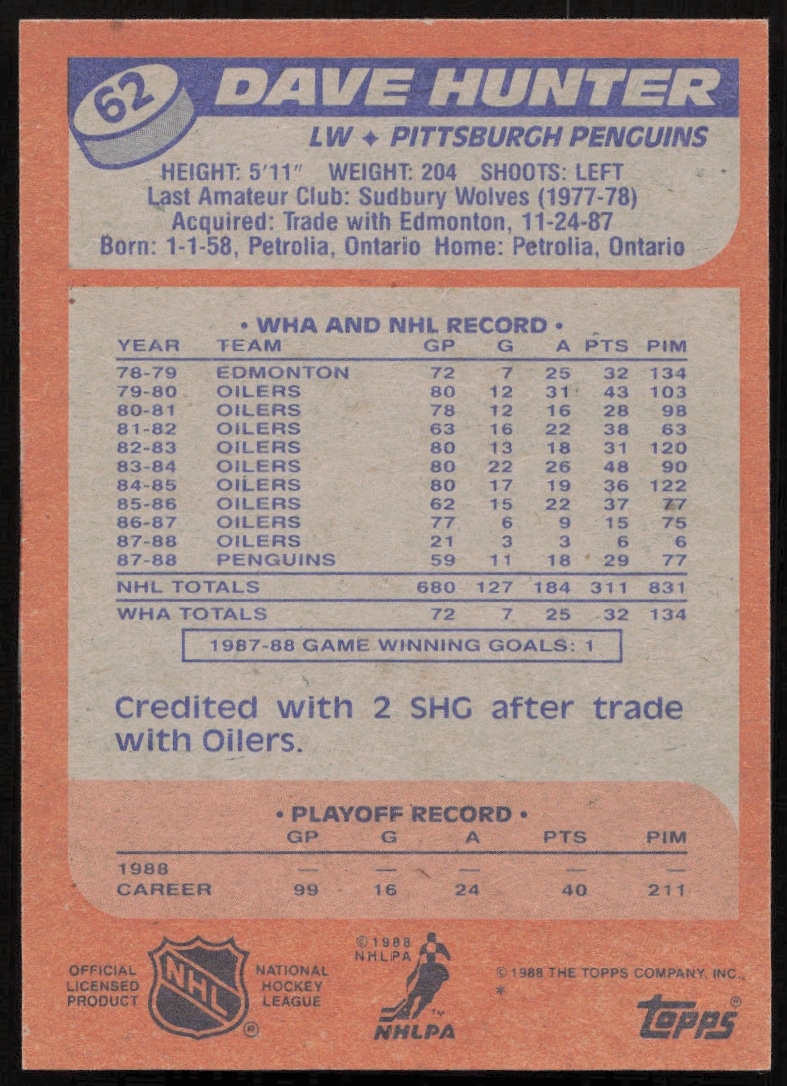 62
DAVE HUNTER
LW ✦ PITTSBURGH PENGUINS
HEIGHT: 5'11" WEIGHT: 204 SHOOTS: LEFT
Last Amateur Club: Sudbury Wolves (1977-78)
Acquired: Trade with Edmonton, 11-24-87
Born: 1-1-58, Petrolia, Ontario Home: Petrolia, Ontario
• WHA AND NHL RECORD •
YEAR TEAM GP G A PTS PIM
78-79 EDMONTON 72 7 25 32 134
79-80 OILERS 80 12 31 43 103
80-81 OILERS 78 12 16 28 98
81-82 OILERS 63 16 22 38 63
82-83 OILERS 80 13 18 31 120
83-84 OILERS 80 22 26 48 90
84-85 OILERS 80 17 19 36 122
85-86 OILERS 62 15 22 37 77
86-87 OILERS 77 6 9 15 75
87-88 OILERS 21 3 3 6 6
87-88 PENGUINS 59 11 18 29 77
NHL TOTALS 680 127 184 311 831
WHA TOTALS 72 7 25 32 134
1987-88 GAME WINNING GOALS: 1
Credited with 2 SHG after trade
with Oilers.
• PLAYOFF RECORD •
GP G A PTS PIM
1988 — — — — —
CAREER 99 16 24 40 211
OFFICIAL
LICENSED
PRODUCT
NHL
®
NATIONAL
HOCKEY
LEAGUE
© 1988
NHLPA
™
NHLPA
© 1988 THE TOPPS COMPANY, INC.,
*
topps®